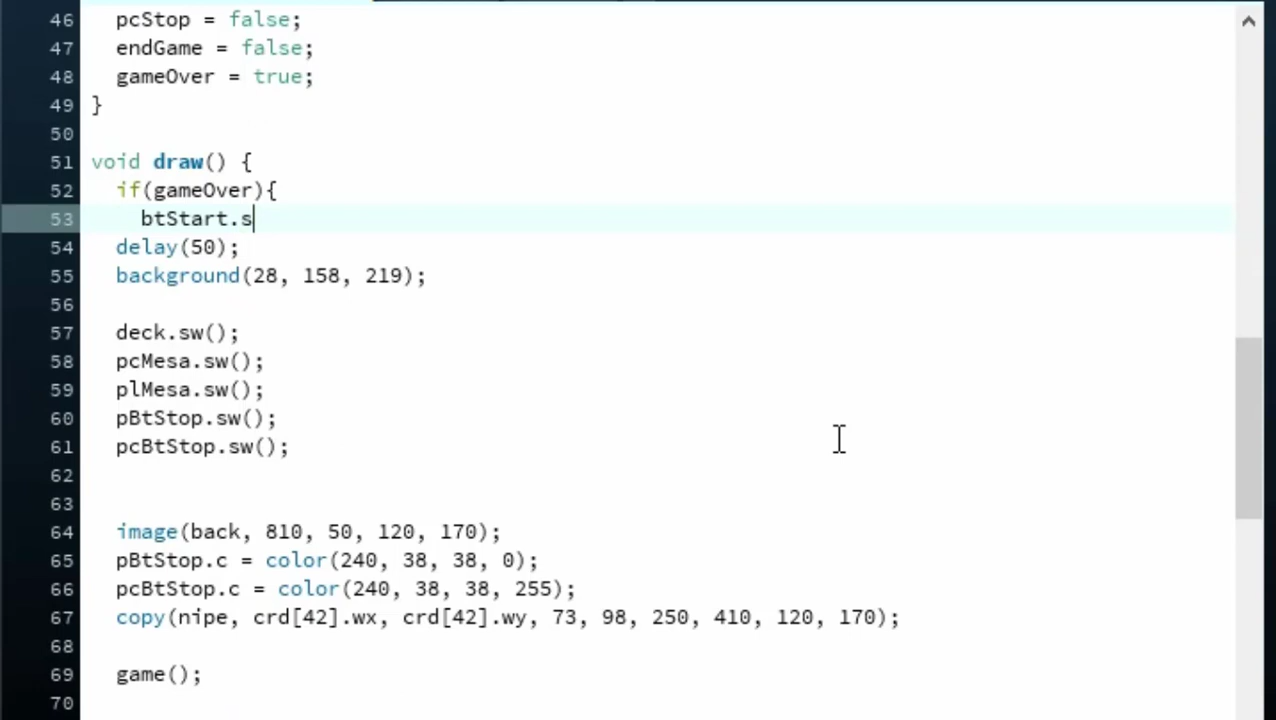 46 pcStop = false;
47 endGame = false;
48 gameOver = true;
49 }
50
51 void draw() {
52 if(gameOver){
53 btStart.s
54 delay(50);
55 background(28, 158, 219);
56
57 deck.sw();
58 pcMesa.sw();
59 plMesa.sw();
60 pBtStop.sw();
61 pcBtStop.sw();
62
63
64 image(back, 810, 50, 120, 170);
65 pBtStop.c = color(240, 38, 38, 0);
66 pcBtStop.c = color(240, 38, 38, 255);
67 copy(nipe, crd[42].wx, crd[42].wy, 73, 98, 250, 410, 120, 170);
68
69 game();
70